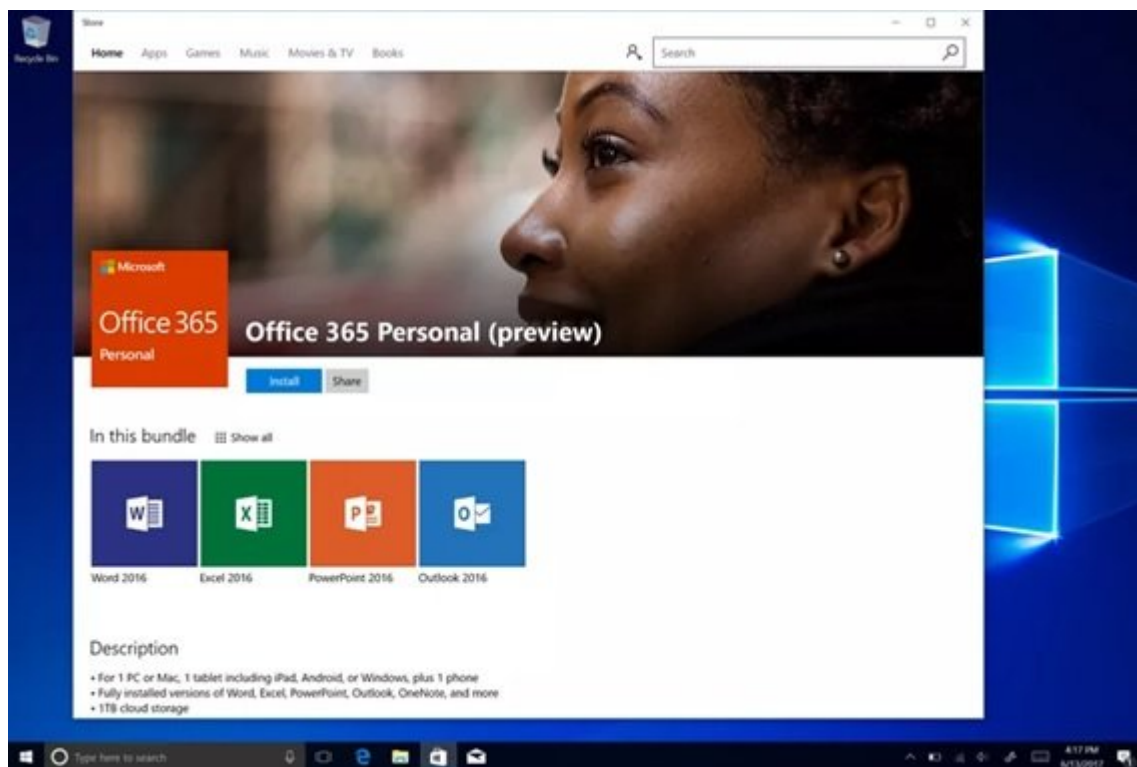 Store
Home Apps Games Music Movies & TV Books
Search
Recycle Bin
Microsoft
Office 365
Personal
Office 365 Personal (preview)
Install Share
In this bundle Show all
Word 2016 Excel 2016 PowerPoint 2016 Outlook 2016
Description
• For 1 PC or Mac, 1 tablet including iPad, Android, or Windows, plus 1 phone
• Fully installed versions of Word, Excel, PowerPoint, Outlook, OneNote, and more
• 1TB cloud storage
Type here to search
4:17 PM
6/13/2017